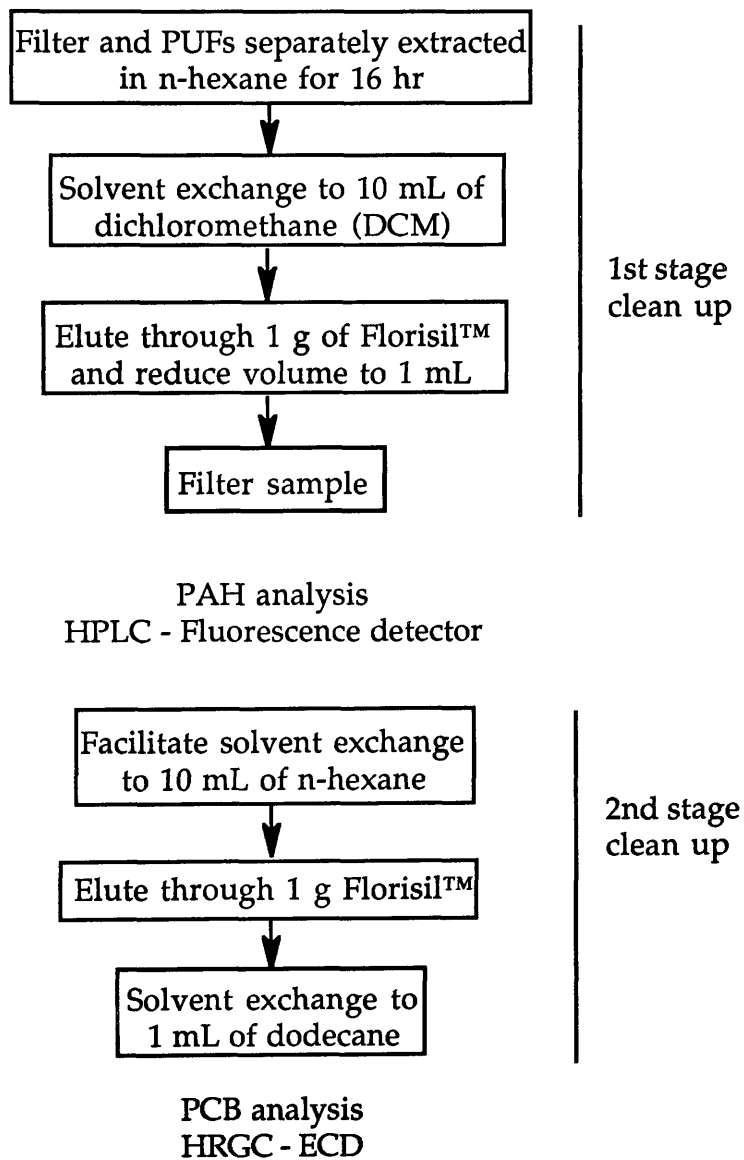 Filter and PUFs separately extracted
in n-hexane for 16 hr
Solvent exchange to 10 mL of
dichloromethane (DCM)
1st stage
clean up
Elute through 1 g of Florisil™
and reduce volume to 1 mL
Filter sample
PAH analysis
HPLC - Fluorescence detector
Facilitate solvent exchange
to 10 mL of n-hexane
2nd stage
clean up
Elute through 1 g Florisil™
Solvent exchange to
1 mL of dodecane
PCB analysis
HRGC - ECD